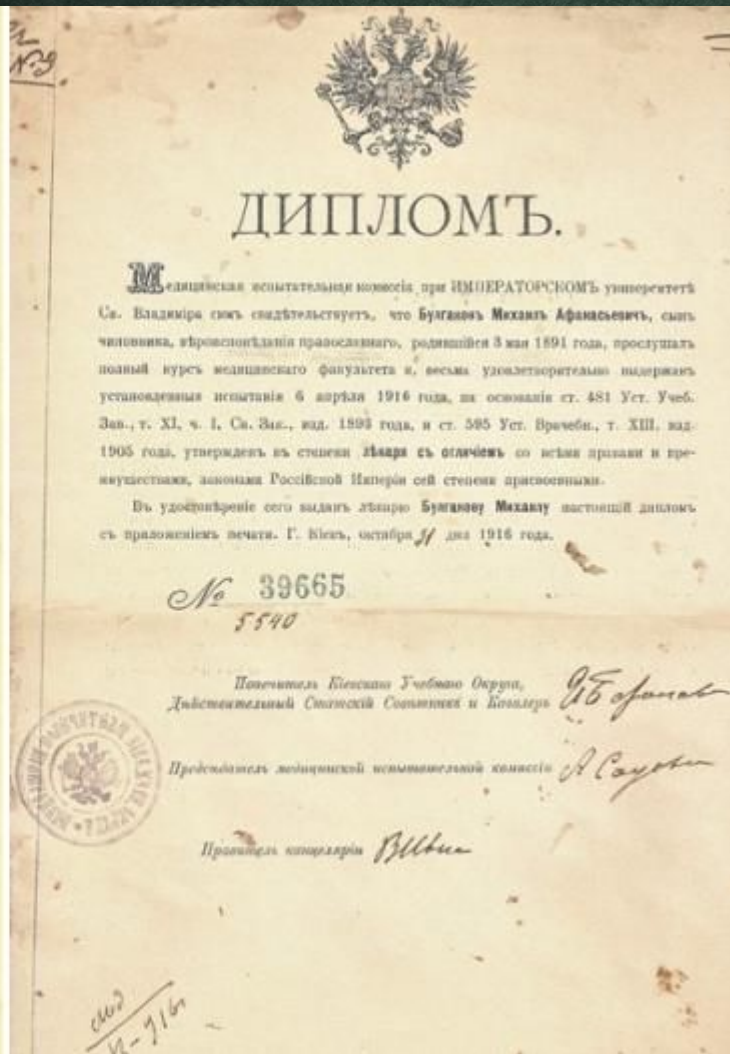 №9
ДИПЛОМЪ.
Медицинская испытательная комиссія при ИМПЕРАТОРСКОМЪ университетѣ
Св. Владиміра симъ свидѣтельствуетъ, что Булгаковъ Михаилъ Афанасьевичъ, сынъ
чиновника, вѣроисповѣданія православнаго, родившійся 3 мая 1891 года, прослушалъ
полный курсъ медицинскаго факультета и, весьма удовлетворительно выдержавъ
установленныя испытанія 6 апрѣля 1916 года, на основаніи ст. 481 Уст. Учеб.
Зав., т. XI, ч. I, Св. Зак., изд. 1893 года, и ст. 595 Уст. Врачебн., т. XIII, изд.
1905 года, утвержденъ въ степени лѣкаря съ отличіемъ со всѣми правами и пре-
имуществами, законами Россійской Имперіи сей степени присвоенными.
Въ удостовѣреніе сего выданъ лѣкарю Булгакову Михаилу настоящій дипломъ
съ приложеніемъ печати. Г. Кіевъ, октября 31 дня 1916 года.
№ 39665
5540
Попечитель Кіевскаго Учебнаго Округа,
Дѣйствительный Статскій Совѣтникъ и Кавалеръ
Предсѣдатель медицинской испытательной комиссіи
Правитель канцеляріи